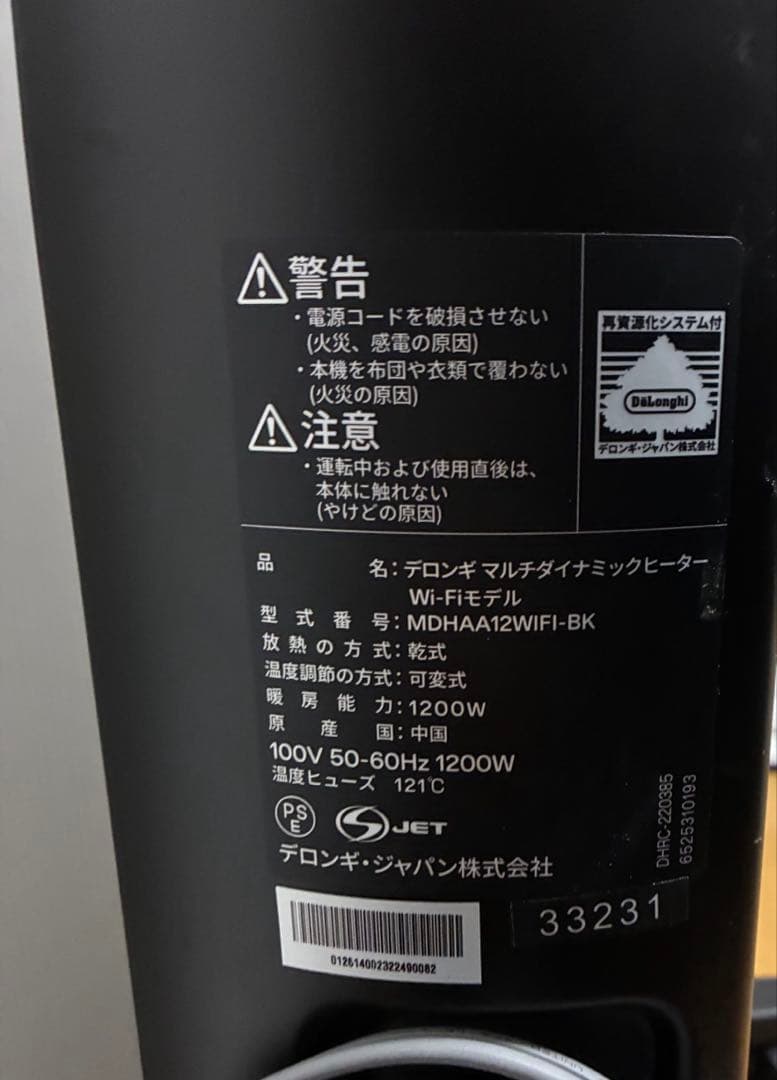 警告
・電源コードを破損させない
(火災、感電の原因)
・本機を布団や衣類で覆わない
(火災の原因)
注意
・運転中および使用直後は、
本体に触れない
(やけどの原因)
再資源化システム付
DeLonghi
デロンギ・ジャパン株式会社
品名：デロンギ マルチダイナミックヒーター
Wi-Fiモデル
型式番号：MDHAA12WIFI-BK
放熱の方式：乾式
温度調節の方式：可変式
暖房能力：1200W
原産国：中国
100V 50-60Hz 1200W
温度ヒューズ 121℃
PS
E
S JET
デロンギ・ジャパン株式会社
DHRC-220385
6525310193
33231
012614002322490082